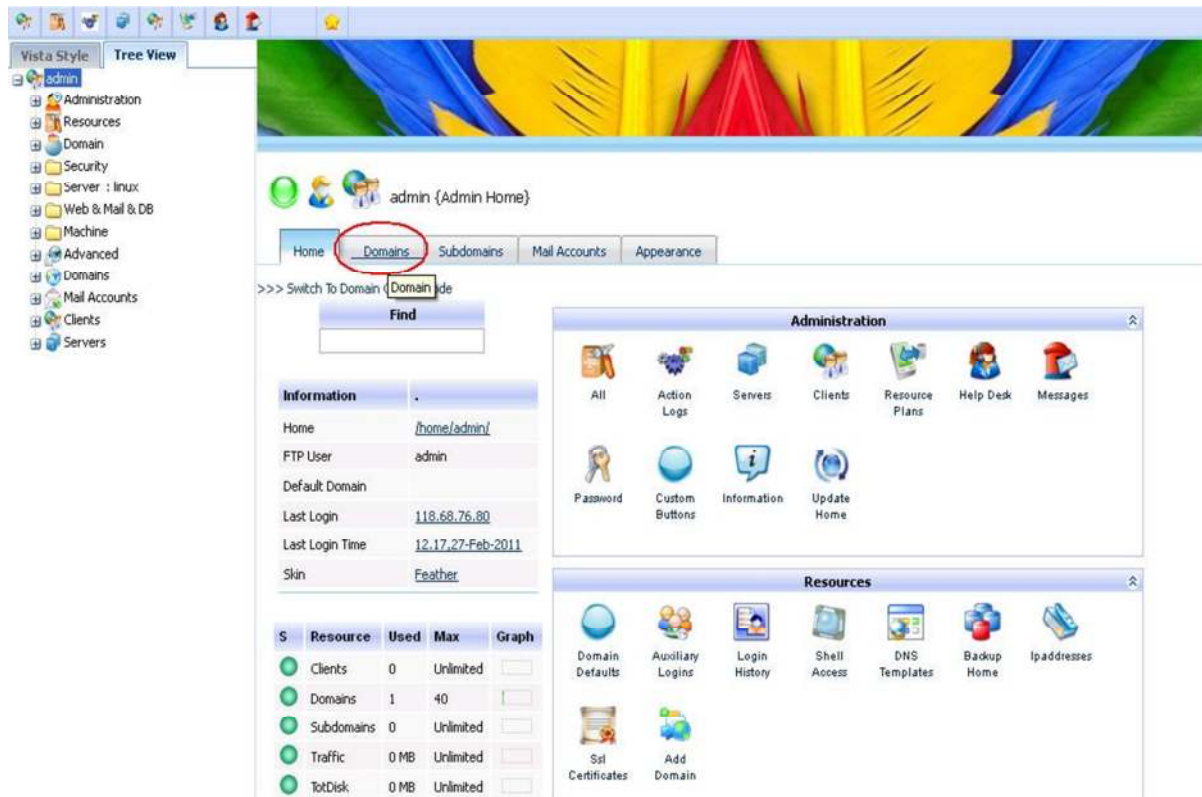 Vista Style
Tree View
admin
Administration
Resources
Domain
Security
Server : linux
Web & Mail & DB
Machine
Advanced
Domains
Mail Accounts
Clients
Servers
admin {Admin Home}
Home
Domains
Subdomains
Mail Accounts
Appearance
>>> Switch To Domain
Domain
Find
Information .
Home /home/admin/
FTP User admin
Default Domain
Last Login 118.68.76.80
Last Login Time 12.17,27-Feb-2011
Skin Feather
S Resource Used Max Graph
Clients 0 Unlimited
Domains 1 40
Subdomains 0 Unlimited
Traffic 0 MB Unlimited
TotDisk 0 MB Unlimited
Administration
All
Action Logs
Servers
Clients
Resource Plans
Help Desk
Messages
Password
Custom Buttons
Information
Update Home
Resources
Domain Defaults
Auxiliary Logins
Login History
Shell Access
DNS Templates
Backup Home
Ipaddresses
Ssl Certificates
Add Domain